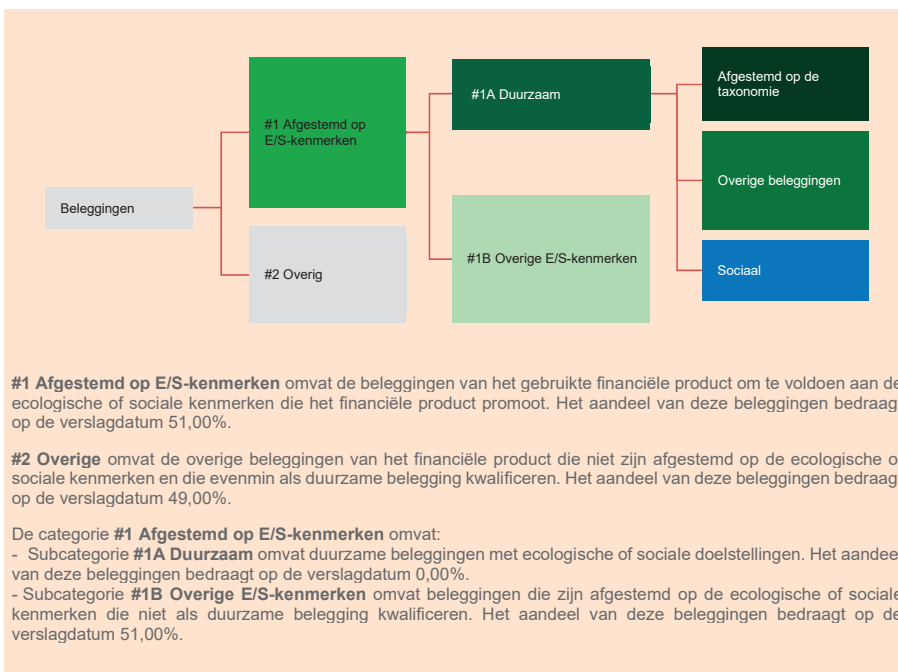 Beleggingen
#1 Afgestemd op
E/S-kenmerken
#2 Overig
#1A Duurzaam
#1B Overige E/S-kenmerken
Afgestemd op de
taxonomie
Overige beleggingen
Sociaal
#1 Afgestemd op E/S-kenmerken omvat de beleggingen van het gebruikte financiële product om te voldoen aan de
ecologische of sociale kenmerken die het financiële product promoot. Het aandeel van deze beleggingen bedraag
op de verslagdatum 51,00%.
#2 Overige omvat de overige beleggingen van het financiële product die niet zijn afgestemd op de ecologische o
sociale kenmerken en die evenmin als duurzame belegging kwalificeren. Het aandeel van deze beleggingen bedraag
op de verslagdatum 49,00%.
De categorie #1 Afgestemd op E/S-kenmerken omvat:
- Subcategorie #1A Duurzaam omvat duurzame beleggingen met ecologische of sociale doelstellingen. Het aandee
van deze beleggingen bedraagt op de verslagdatum 0,00%.
- Subcategorie #1B Overige E/S-kenmerken omvat beleggingen die zijn afgestemd op de ecologische of sociale
kenmerken die niet als duurzame belegging kwalificeren. Het aandeel van deze beleggingen bedraagt op de
verslagdatum 51,00%.